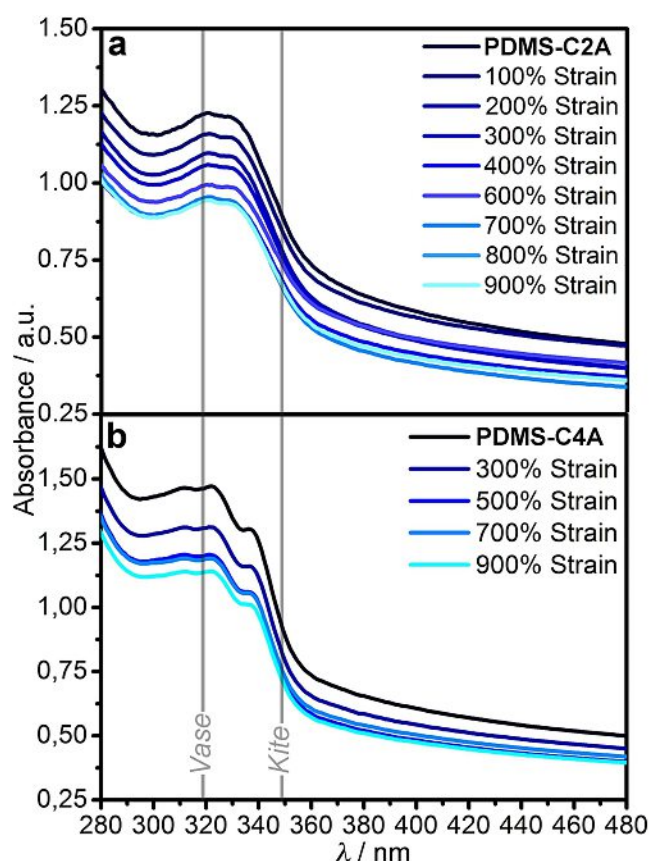 a
PDMS-C2A
100% Strain
200% Strain
300% Strain
400% Strain
600% Strain
700% Strain
800% Strain
900% Strain
1.50
1.25
1.00
0.75
0.50
0.25
Absorbance / a.u.
b
PDMS-C4A
300% Strain
500% Strain
700% Strain
900% Strain
1,50
1,25
1,00
0,75
0,50
0,25
Vase
Kite
280 300 320 340 360 380 400 420 440 460 480
λ / nm